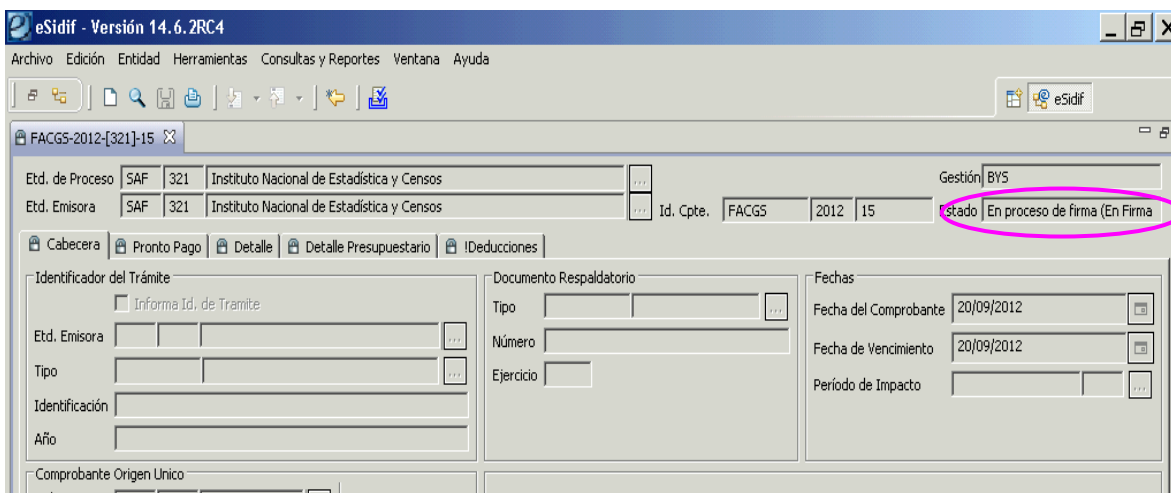 eSidif - Versión 14.6.2RC4
Archivo Edición Entidad Herramientas Consultas y Reportes Ventana Ayuda
eSidif
FACGS-2012-[321]-15
Etd. de Proceso SAF 321 Instituto Nacional de Estadística y Censos ... Gestión BYS
Etd. Emisora SAF 321 Instituto Nacional de Estadística y Censos ... Id. Cpte. FACGS 2012 15 Estado En proceso de firma (En Firma
Cabecera Pronto Pago Detalle Detalle Presupuestario !Deducciones
Identificador del Trámite Documento Respaldatorio Fechas
Informa Id. de Tramite Tipo ... Fecha del Comprobante 20/09/2012
Etd. Emisora ... Número Fecha de Vencimiento 20/09/2012
Tipo ... Ejercicio Período de Impacto ...
Identificación
Año
Comprobante Origen Unico